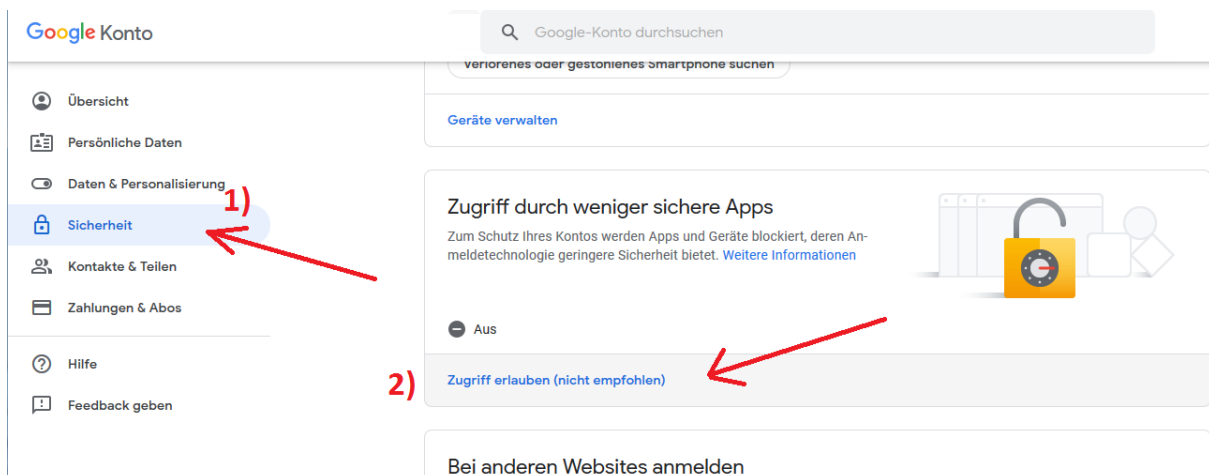 Google Konto
Google-Konto durchsuchen
Verlorenes oder gestohlenes Smartphone suchen
Geräte verwalten
Übersicht
Persönliche Daten
Daten & Personalisierung
1)
Sicherheit
Kontakte & Teilen
Zahlungen & Abos
Hilfe
Feedback geben
Zugriff durch weniger sichere Apps
Zum Schutz Ihres Kontos werden Apps und Geräte blockiert, deren An-
meldetechnologie geringere Sicherheit bietet. Weitere Informationen
Aus
2)
Zugriff erlauben (nicht empfohlen)
Bei anderen Websites anmelden